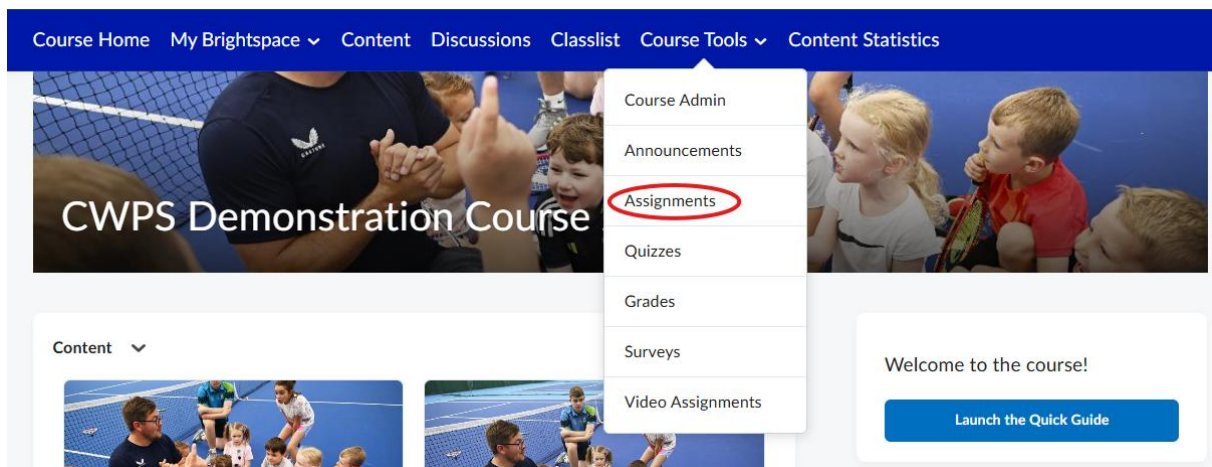 Course Home My Brightspace Content Discussions Classlist Course Tools Content Statistics
Course Admin
Announcements
Assignments
Quizzes
Grades
Surveys
Video Assignments
CWPS Demonstration Course
Content
Welcome to the course!
Launch the Quick Guide